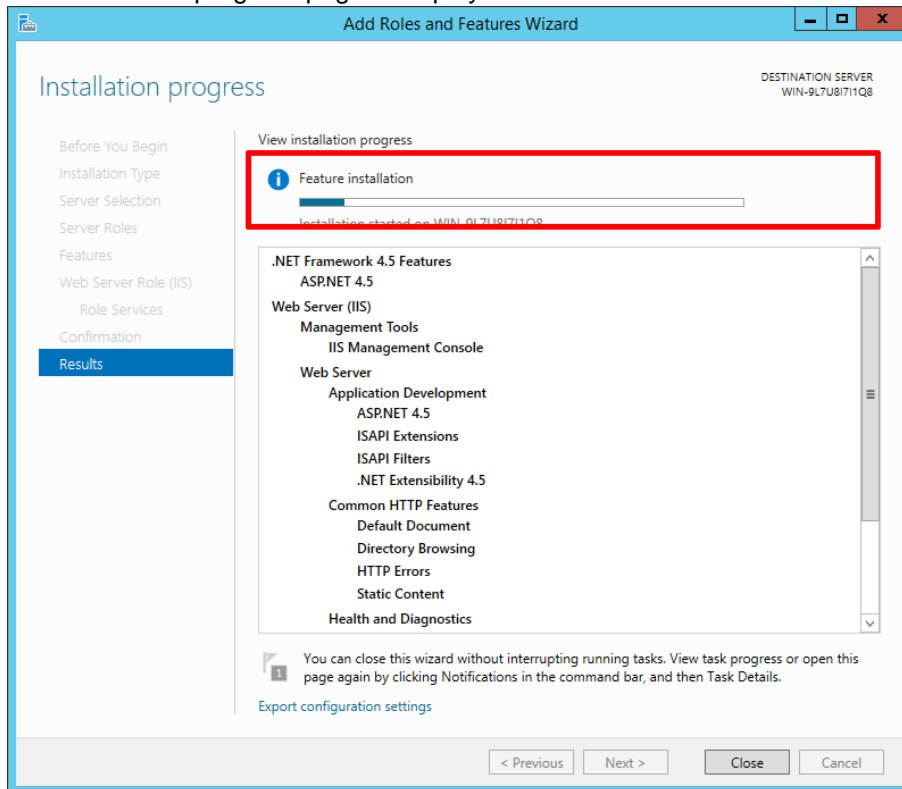 Add Roles and Features Wizard
Installation progress
DESTINATION SERVER
WIN-9L7U8I7I1Q8
Before You Begin
Installation Type
Server Selection
Server Roles
Features
Web Server Role (IIS)
Role Services
Confirmation
Results
View installation progress
Feature installation
Installation started on WIN-9L7U8I7I1Q8
.NET Framework 4.5 Features
ASP.NET 4.5
Web Server (IIS)
Management Tools
IIS Management Console
Web Server
Application Development
ASP.NET 4.5
ISAPI Extensions
ISAPI Filters
.NET Extensibility 4.5
Common HTTP Features
Default Document
Directory Browsing
HTTP Errors
Static Content
Health and Diagnostics
1
You can close this wizard without interrupting running tasks. View task progress or open this
page again by clicking Notifications in the command bar, and then Task Details.
Export configuration settings
< Previous
Next >
Close
Cancel